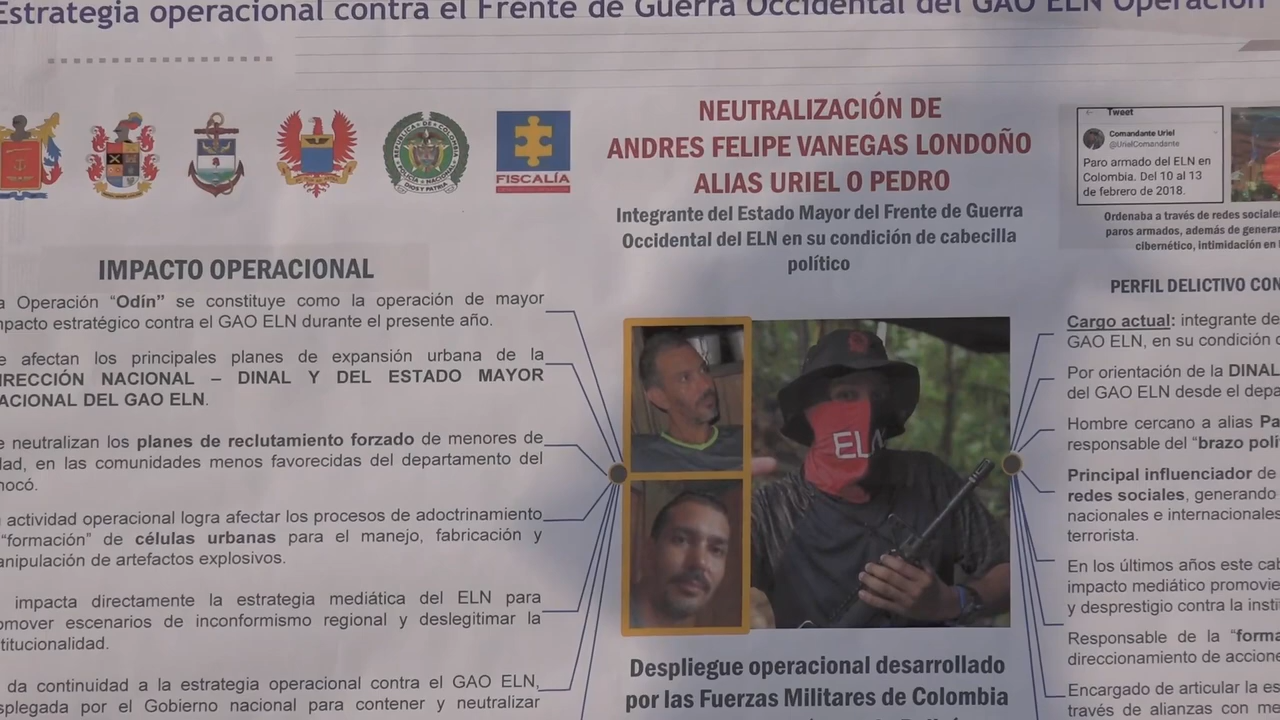 Estrategia operacional contra el Frente de Guerra Occidental del GAO ELN Operación
FISCALÍA
NEUTRALIZACIÓN DE
ANDRES FELIPE VANEGAS LONDOÑO
ALIAS URIEL O PEDRO
Integrante del Estado Mayor del Frente de Guerra
Occidental del ELN en su condición de cabecilla
político
Tweet
Comandante Uriel
@UrielComandante
Paro armado del ELN en
Colombia. Del 10 al 13
de febrero de 2018.
Ordenaba a través de redes sociales
paros armados, además de generar
cibernético, intimidación en
IMPACTO OPERACIONAL
a Operación “Odín” se constituye como la operación de mayor
mpacto estratégico contra el GAO ELN durante el presente año.
e afectan los principales planes de expansión urbana de la
IRECCIÓN NACIONAL – DINAL Y DEL ESTADO MAYOR
ACIONAL DEL GAO ELN.
e neutralizan los planes de reclutamiento forzado de menores de
dad, en las comunidades menos favorecidas del departamento del
hocó.
actividad operacional logra afectar los procesos de adoctrinamiento
“formación” de células urbanas para el manejo, fabricación y
anipulación de artefactos explosivos.
impacta directamente la estrategia mediática del ELN para
omover escenarios de inconformismo regional y deslegitimar la
titucionalidad.
da continuidad a la estrategia operacional contra el GAO ELN,
splegada por el Gobierno nacional para contener y neutralizar
ELN
Despliegue operacional desarrollado
por las Fuerzas Militares de Colombia
PERFIL DELICTIVO CON
Cargo actual: integrante de
GAO ELN, en su condición
Por orientación de la DINAL
del GAO ELN desde el depa
Hombre cercano a alias Pa
responsable del “brazo polí
Principal influenciador de
redes sociales, generando
nacionales e internacionales
terrorista.
En los últimos años este cab
impacto mediático promovie
y desprestigio contra la insti
Responsable de la “forma
direccionamiento de accione
Encargado de articular la es
través de alianzas con me